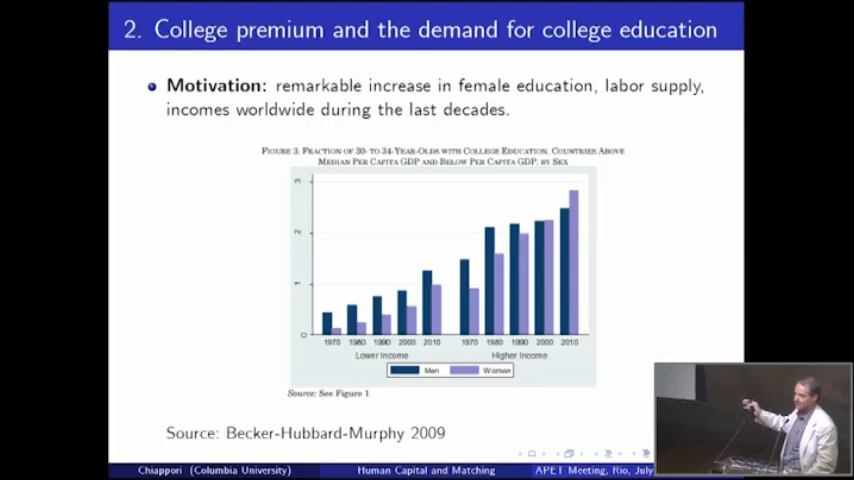 2. College premium and the demand for college education
Motivation: remarkable increase in female education, labor supply,
incomes worldwide during the last decades.
FIGURE 3: FRACTION OF 30- TO 34-YEAR-OLDS WITH COLLEGE EDUCATION, COUNTRIES ABOVE
MEDIAN PER CAPITA GDP AND BELOW PER CAPITA GDP, BY SEX
.3
.2
.1
0
1970 1980 1990 2000 2010 1970 1980 1990 2000 2010
Lower Income Higher Income
Men Women
Source: See Figure 1.
Source: Becker-Hubbard-Murphy 2009
Chiappori (Columbia University) Human Capital and Matching APET Meeting, Rio, July